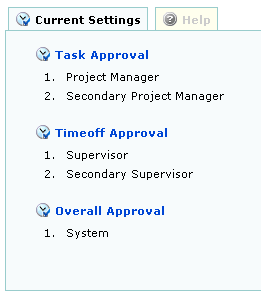 Current Settings
Help
Task Approval
1. Project Manager
2. Secondary Project Manager
Timeoff Approval
1. Supervisor
2. Secondary Supervisor
Overall Approval
1. System